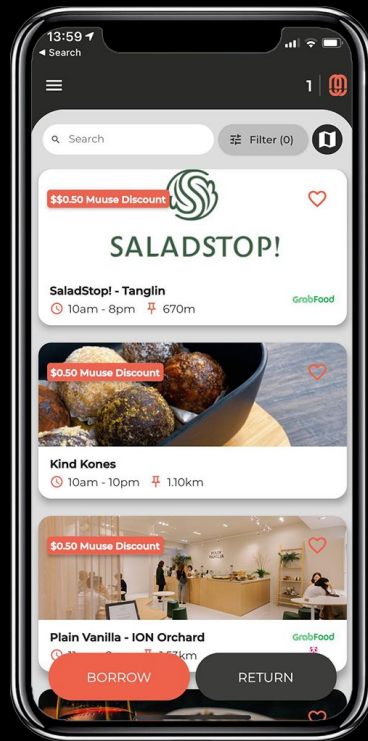 13:59
Search
1
Search
Filter (0)
$$0.50 Muuse Discount
SALADSTOP!
SaladStop! - Tanglin
10am - 8pm 670m
GrabFood
$0.50 Muuse Discount
Kind Kones
10am - 10pm 1.10km
$0.50 Muuse Discount
Plain Vanilla - ION Orchard
GrabFood
BORROW
RETURN